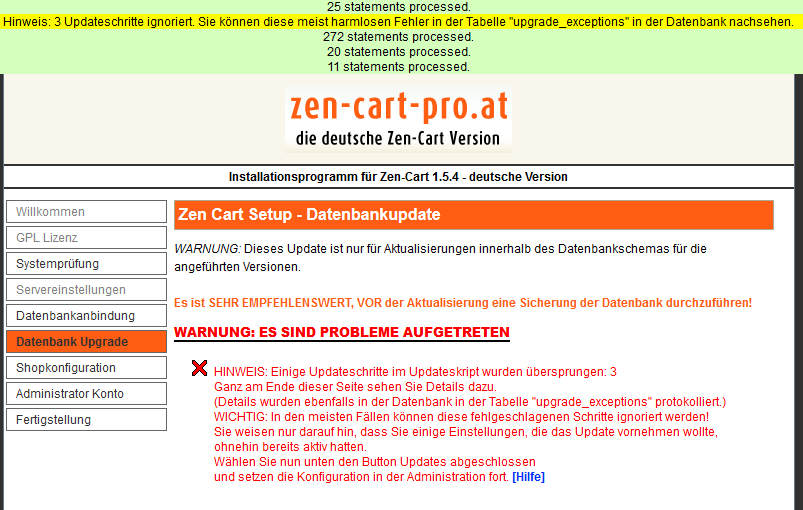 25 statements processed.
Hinweis: 3 Updateschritte ignoriert. Sie können diese meist harmlosen Fehler in der Tabelle "upgrade_exceptions" in der Datenbank nachsehen.
272 statements processed.
20 statements processed.
11 statements processed.
zen-cart-pro.at
die deutsche Zen-Cart Version
Installationsprogramm für Zen-Cart 1.5.4 - deutsche Version
Willkommen
GPL Lizenz
Systemprüfung
Servereinstellungen
Datenbankanbindung
Datenbank Upgrade
Shopkonfiguration
Administrator Konto
Fertigstellung
Zen Cart Setup - Datenbankupdate
WARNUNG: Dieses Update ist nur für Aktualisierungen innerhalb des Datenbankschemas für die
angeführten Versionen.
Es ist SEHR EMPFEHLENSWERT, VOR der Aktualisierung eine Sicherung der Datenbank durchzuführen!
WARNUNG: ES SIND PROBLEME AUFGETRETEN
HINWEIS: Einige Updateschritte im Updateskript wurden übersprungen: 3
Ganz am Ende dieser Seite sehen Sie Details dazu.
(Details wurden ebenfalls in der Datenbank in der Tabelle "upgrade_exceptions" protokolliert.)
WICHTIG: In den meisten Fällen können diese fehlgeschlagenen Schritte ignoriert werden!
Sie weisen nur darauf hin, dass Sie einige Einstellungen, die das Update vornehmen wollte,
ohnehin bereits aktiv hatten.
Wählen Sie nun unten den Button Updates abgeschlossen
und setzen die Konfiguration in der Administration fort. [Hilfe]